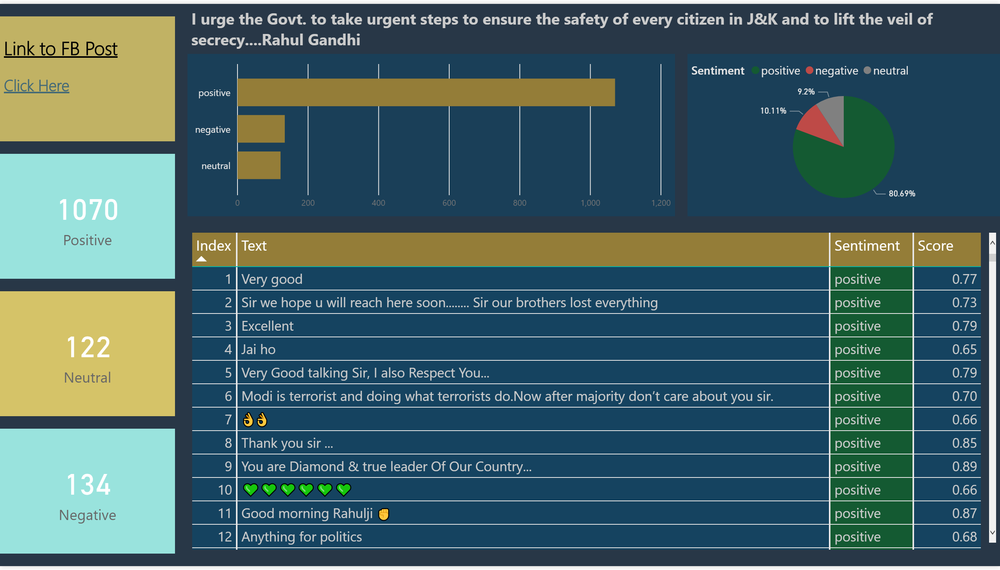 I urge the Govt. to take urgent steps to ensure the safety of every citizen in J&K and to lift the veil of
secrecy....Rahul Gandhi
Link to FB Post
Click Here
1070
Positive
122
Neutral
134
Negative
positive
negative
neutral
0 200 400 600 800 1,000 1,200
Sentiment positive negative neutral
9.2%
10.11%
80.69%
Index Text Sentiment Score
1 Very good positive 0.77
2 Sir we hope u will reach here soon........ Sir our brothers lost everything positive 0.73
3 Excellent positive 0.79
4 Jai ho positive 0.65
5 Very Good talking Sir, I also Respect You... positive 0.79
6 Modi is terrorist and doing what terrorists do.Now after majority don’t care about you sir. positive 0.70
7 👌👌 positive 0.66
8 Thank you sir ... positive 0.85
9 You are Diamond & true leader Of Our Country... positive 0.89
10 💚💚💚💚💚💚 positive 0.66
11 Good morning Rahulji ✊ positive 0.87
12 Anything for politics positive 0.68